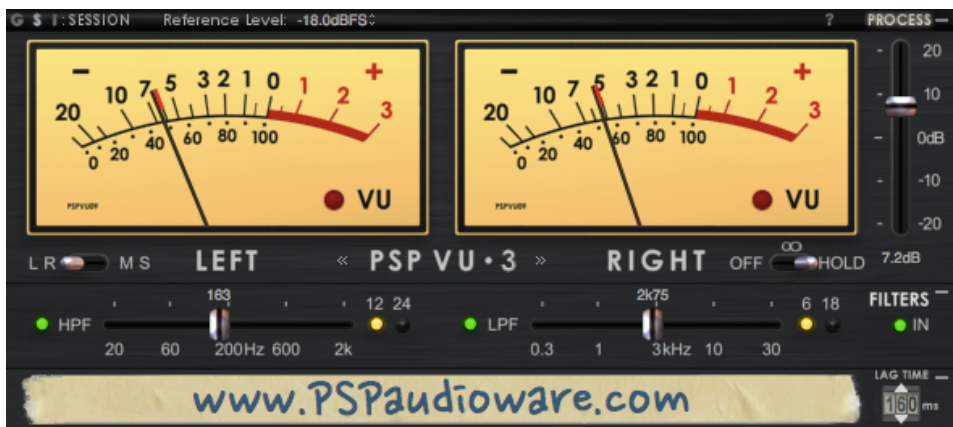 G S I : SESSION Reference Level: -18.0dBFS ? PROCESS
- +
20 10 7 5 3 2 1 0 1 2 3
0 20 40 60 80 100
PSPVU09 VU
- +
20 10 7 5 3 2 1 0 1 2 3
0 20 40 60 80 100
PSPVU09 VU
20
10
0dB
-10
-20
L R M S LEFT « PSP VU•3 » RIGHT OFF ∞ HOLD 7.2dB
163 12 24 2k75 6 18 FILTERS
HPF LPF IN
20 60 200Hz 600 2k 0.3 1 3kHz 10 30
LAG TIME
www.PSPaudioware.com 160 ms